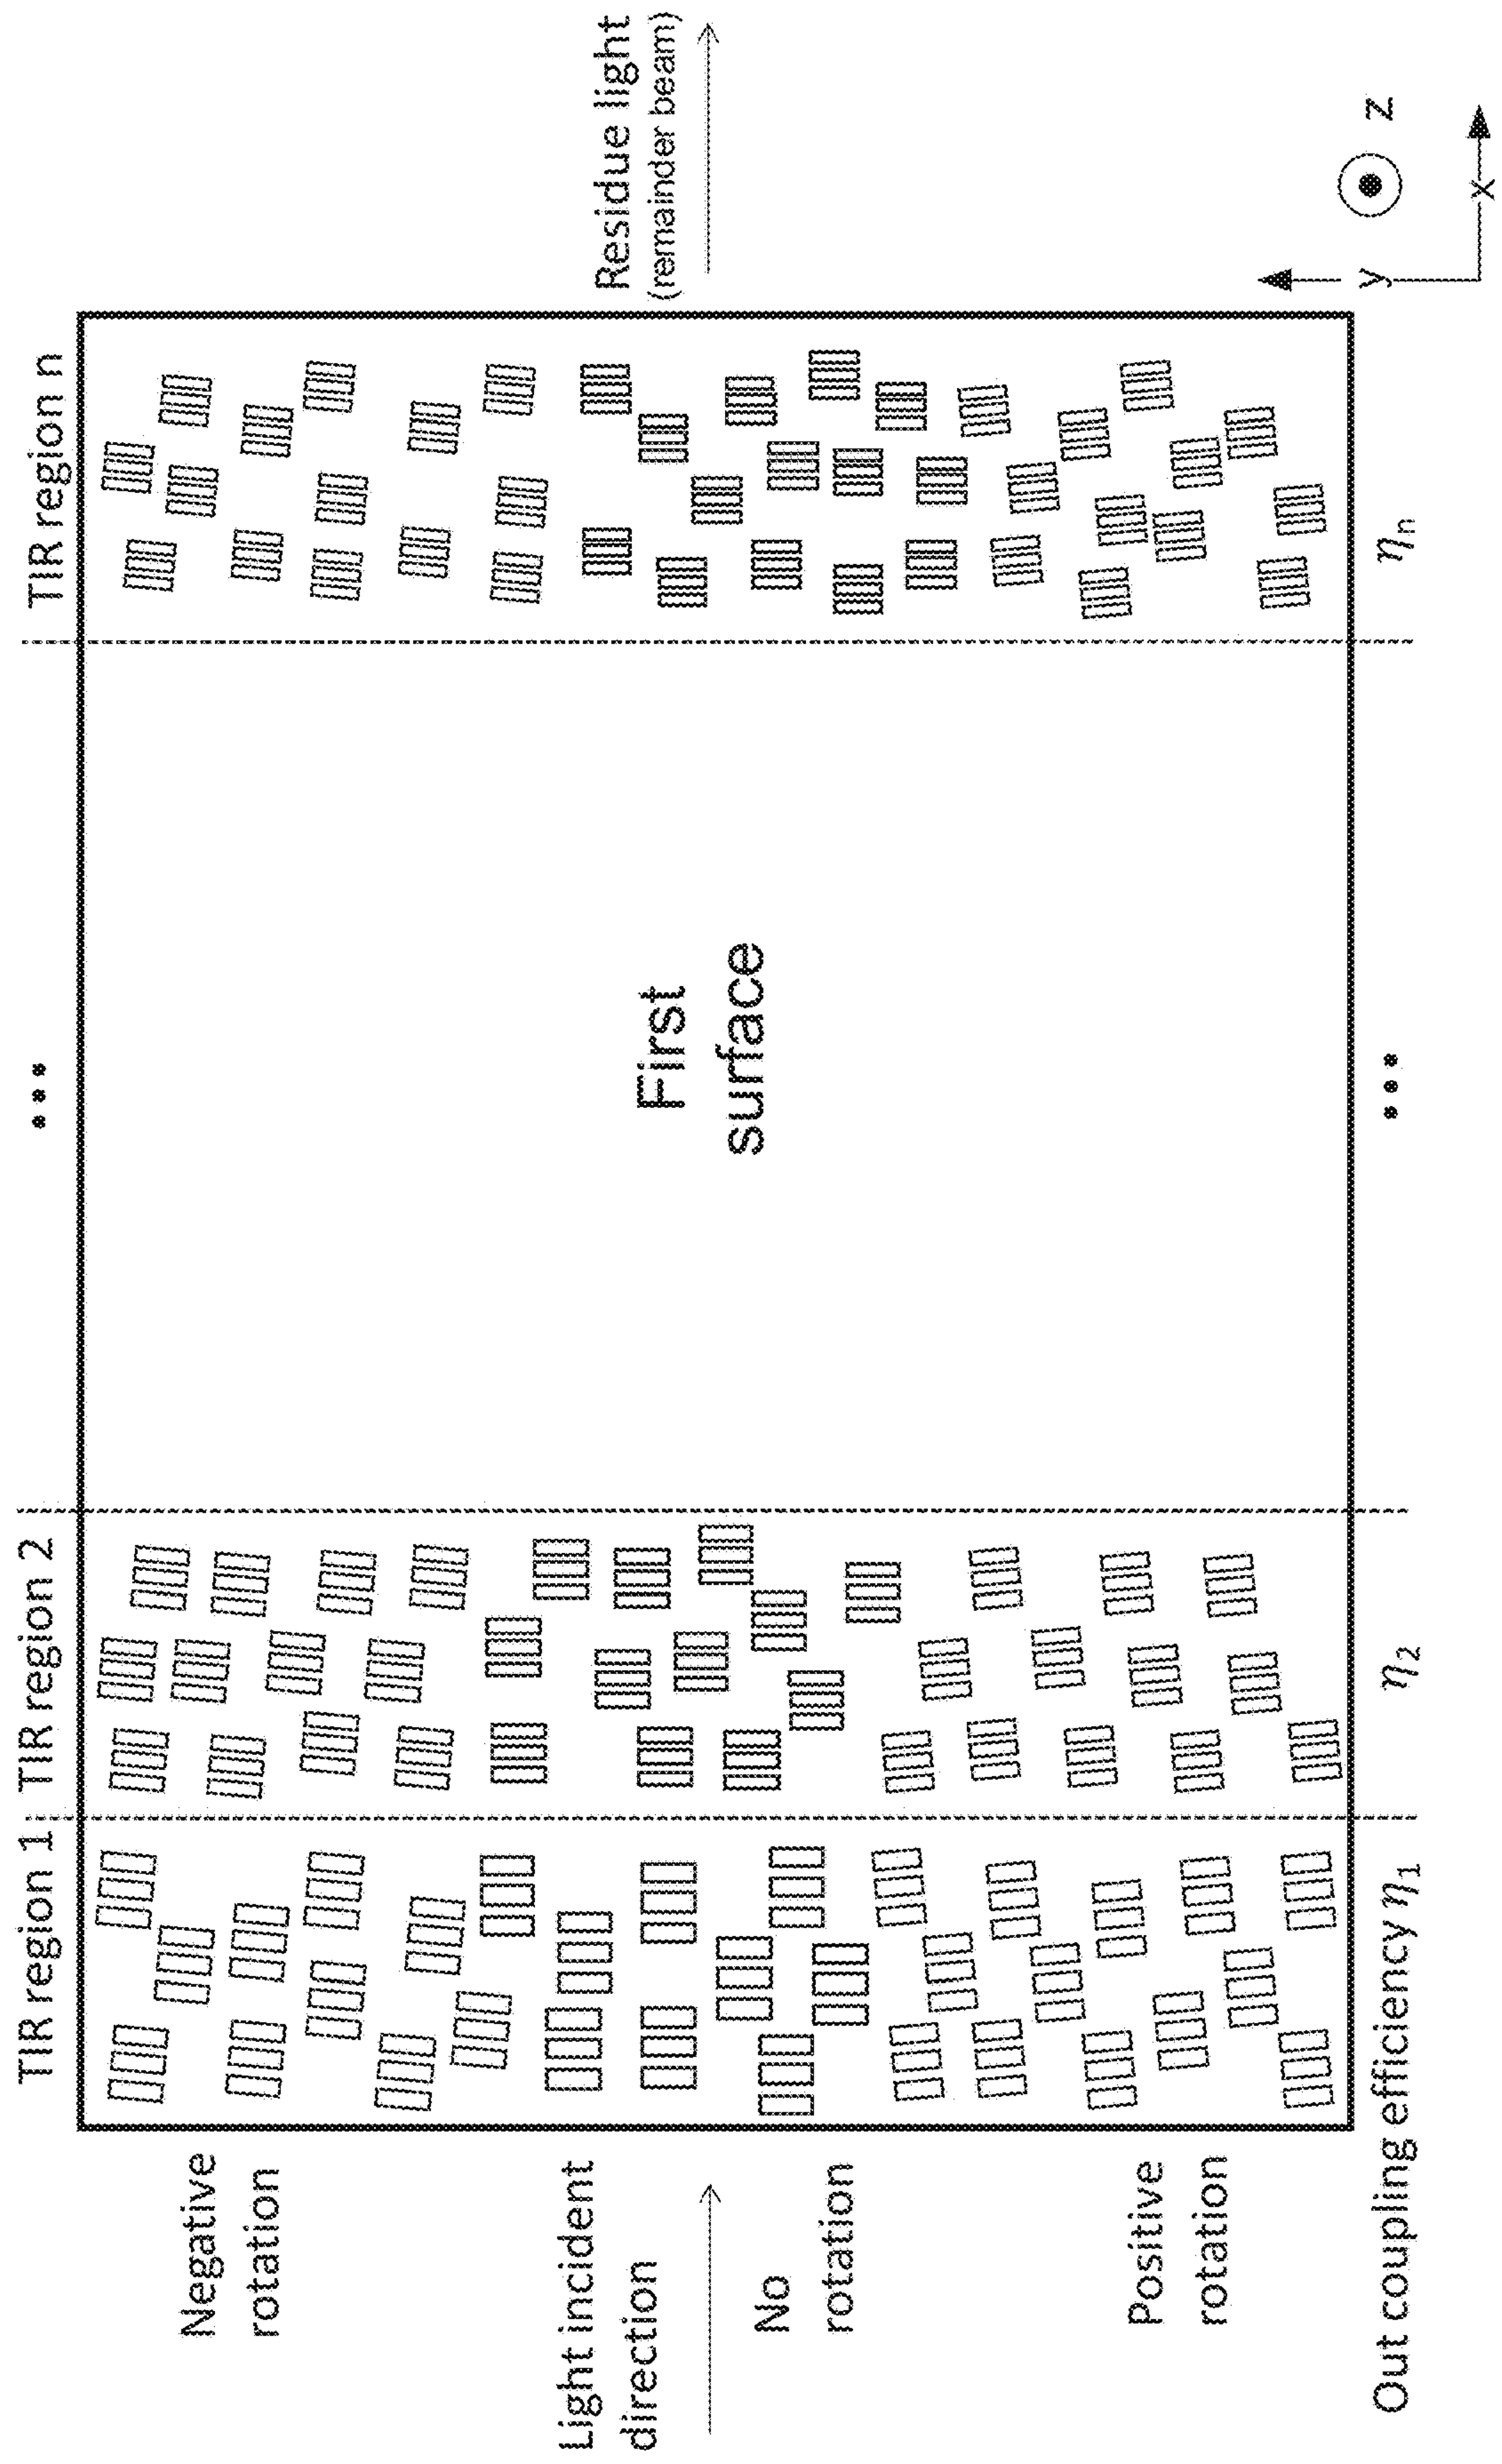 TIR region 1
TIR region 2
...
TIR region n
Negative
rotation
Light incident
direction
No
rotation
Positive
rotation
First
surface
Residue light
(remainder beam)
Out coupling efficiency η1
η2
...
ηn
y
z
x